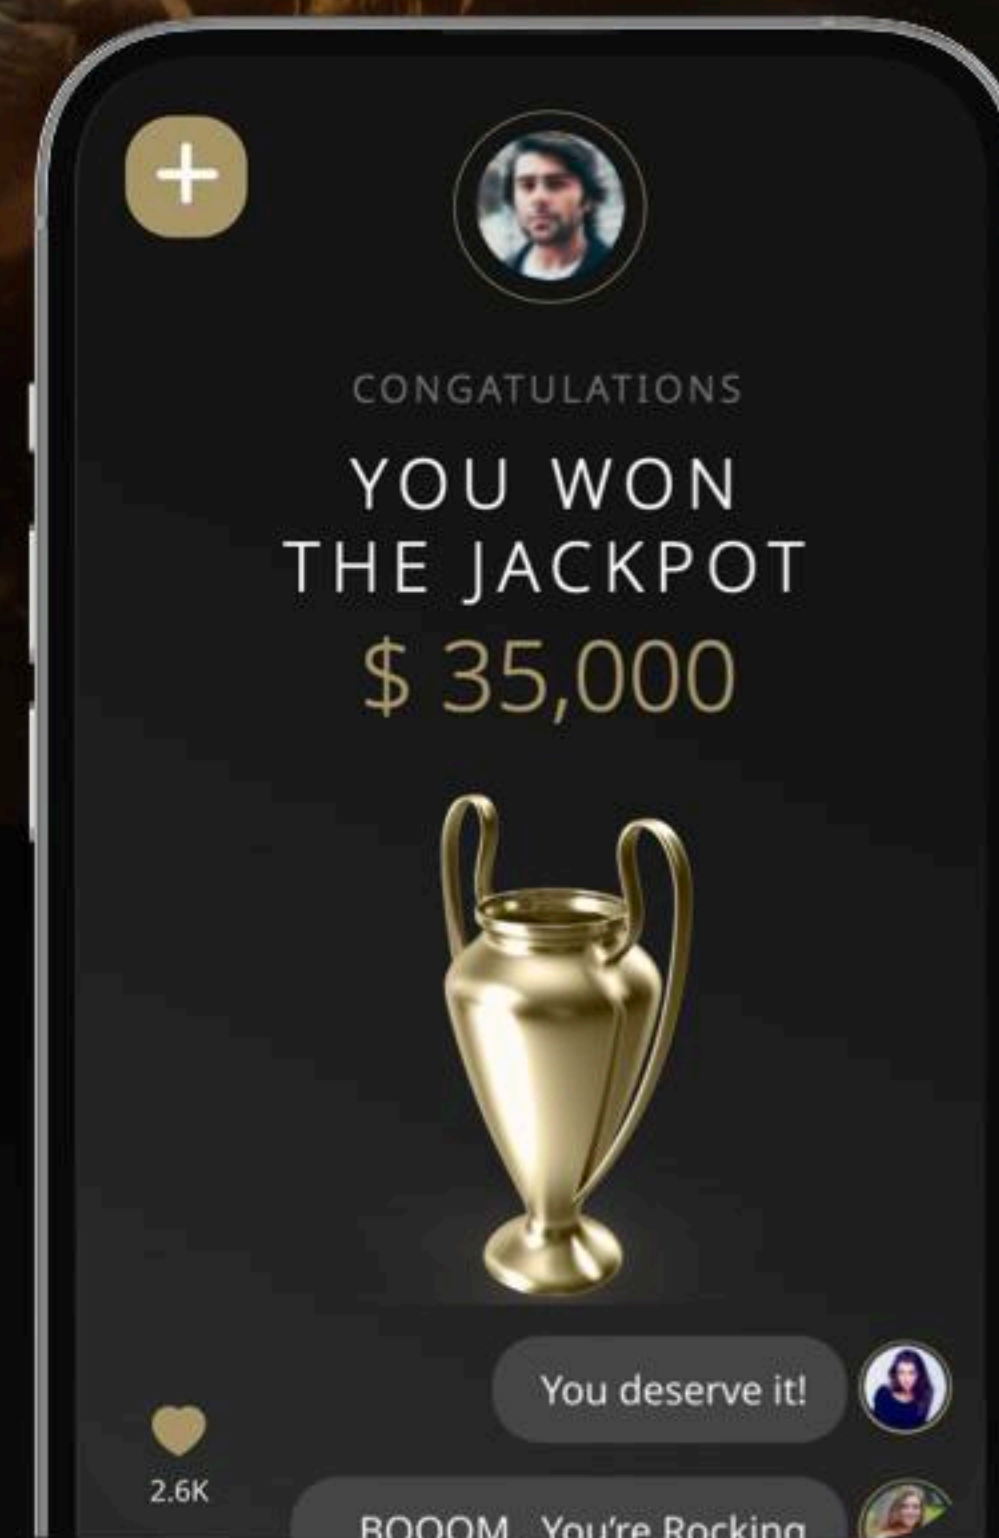 CONGATULATIONS
YOU WON
THE JACKPOT
$ 35,000
You deserve it!
2.6K
BOOOM.. You're Rocking